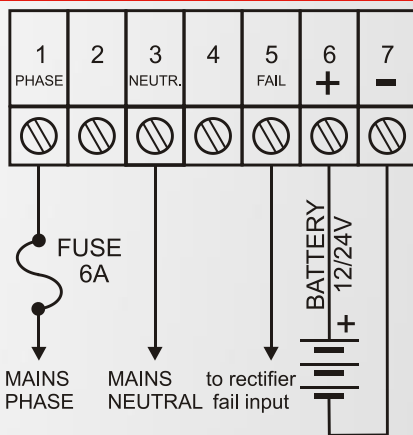 1 2 3 4 5 6 7
PHASE NEUTR. FAIL + -
FUSE
6A
BATTERY
12/24V
+
MAINS
PHASE
MAINS
NEUTRAL
to rectifier
fail input